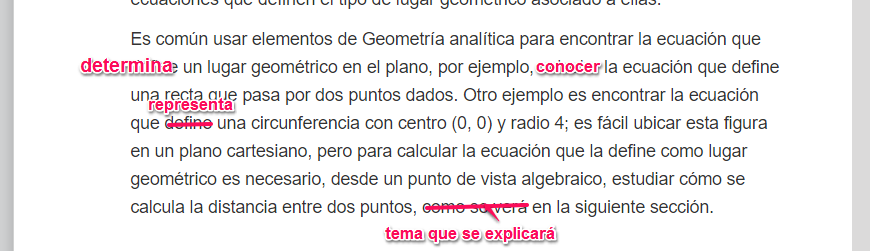 ecuaciones que definen el tipo de lugar geométrico asociado a ellas.
Es común usar elementos de Geometría analítica para encontrar la ecuación que
determina e un lugar geométrico en el plano, por ejemplo, conocer la ecuación que define
una recta que pasa por dos puntos dados. Otro ejemplo es encontrar la ecuación
representa
que define una circunferencia con centro (0, 0) y radio 4; es fácil ubicar esta figura
en un plano cartesiano, pero para calcular la ecuación que la define como lugar
geométrico es necesario, desde un punto de vista algebraico, estudiar cómo se
calcula la distancia entre dos puntos, como se verá en la siguiente sección.
tema que se explicará